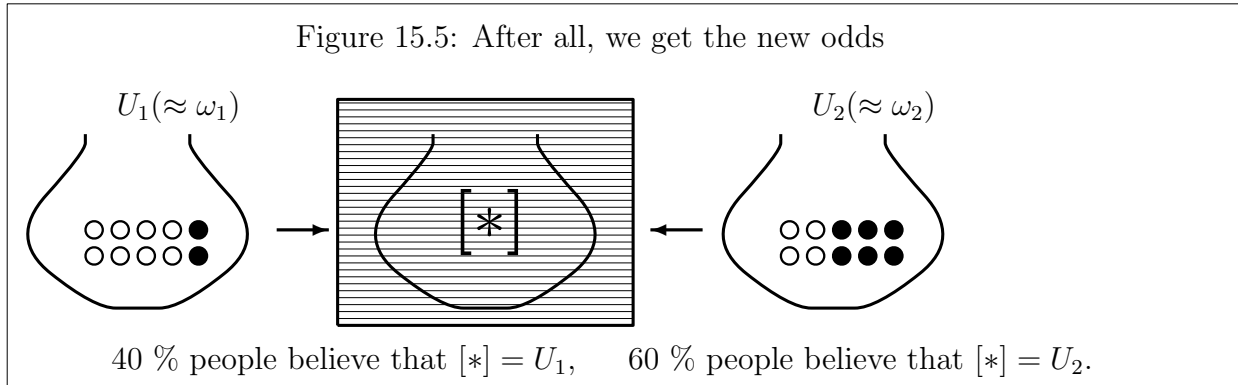 Figure 15.5: After all, we get the new odds
U₁(≈ ω₁) U₂(≈ ω₂)
[*]
40 % people believe that [∗] = U₁, 60 % people believe that [∗] = U₂.